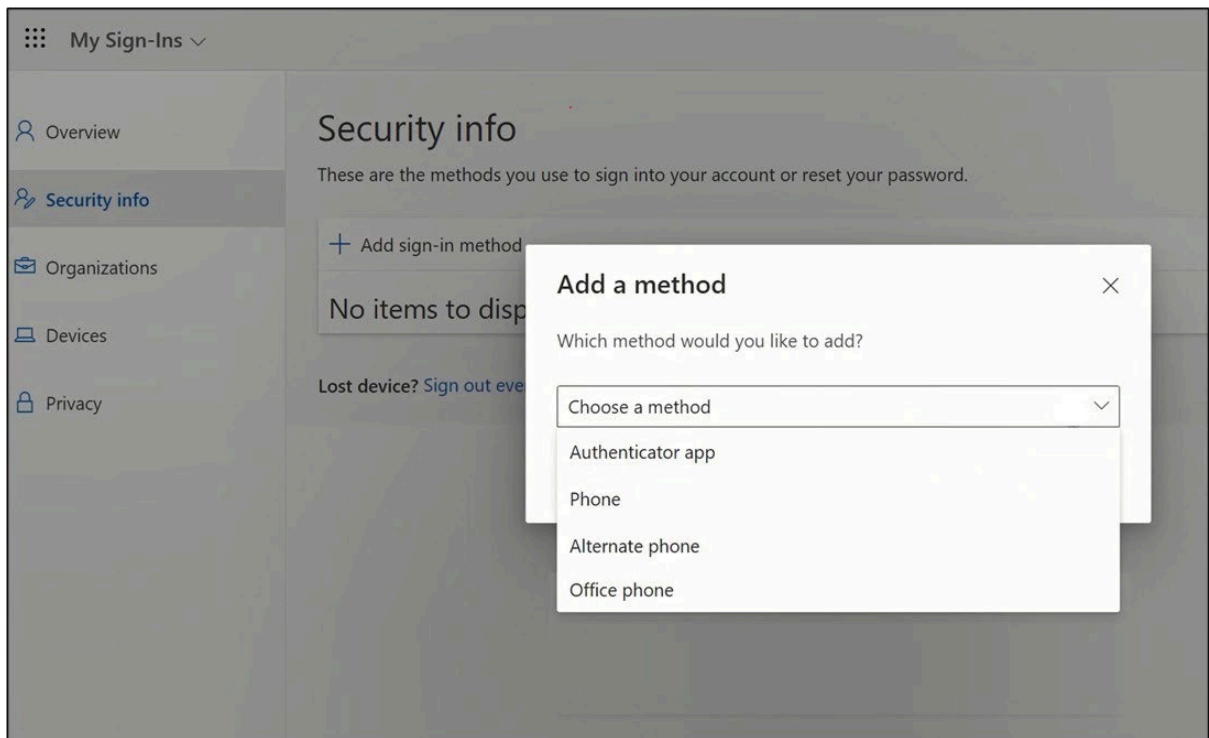 My Sign-Ins
Overview
Security info
Organizations
Devices
Privacy
Security info
These are the methods you use to sign into your account or reset your password.
Add sign-in method
No items to disp
Lost device? Sign out eve
Add a method
Which method would you like to add?
Choose a method
Authenticator app
Phone
Alternate phone
Office phone